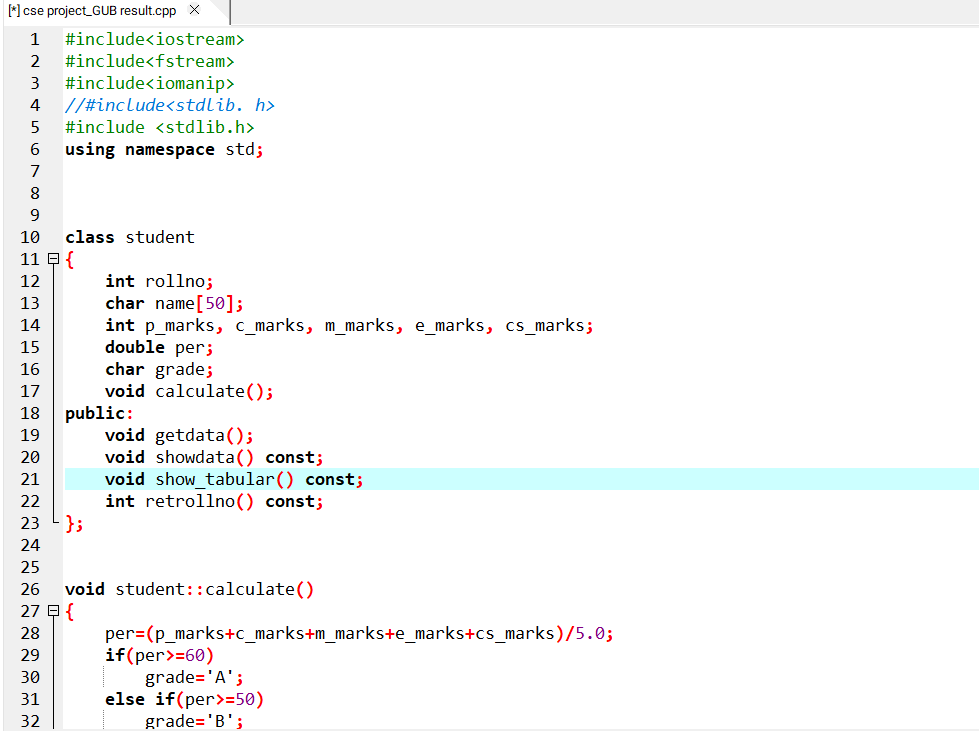 [*] cse project_GUB result.cpp ✕
1 #include<iostream>
2 #include<fstream>
3 #include<iomanip>
4 //#include<stdlib. h>
5 #include <stdlib.h>
6 using namespace std;
7
8
9
10 class student
11 {
12 int rollno;
13 char name[50];
14 int p_marks, c_marks, m_marks, e_marks, cs_marks;
15 double per;
16 char grade;
17 void calculate();
18 public:
19 void getdata();
20 void showdata() const;
21 void show_tabular() const;
22 int retrollno() const;
23 };
24
25
26 void student::calculate()
27 {
28 per=(p_marks+c_marks+m_marks+e_marks+cs_marks)/5.0;
29 if(per>=60)
30 grade='A';
31 else if(per>=50)
32 grade='B';